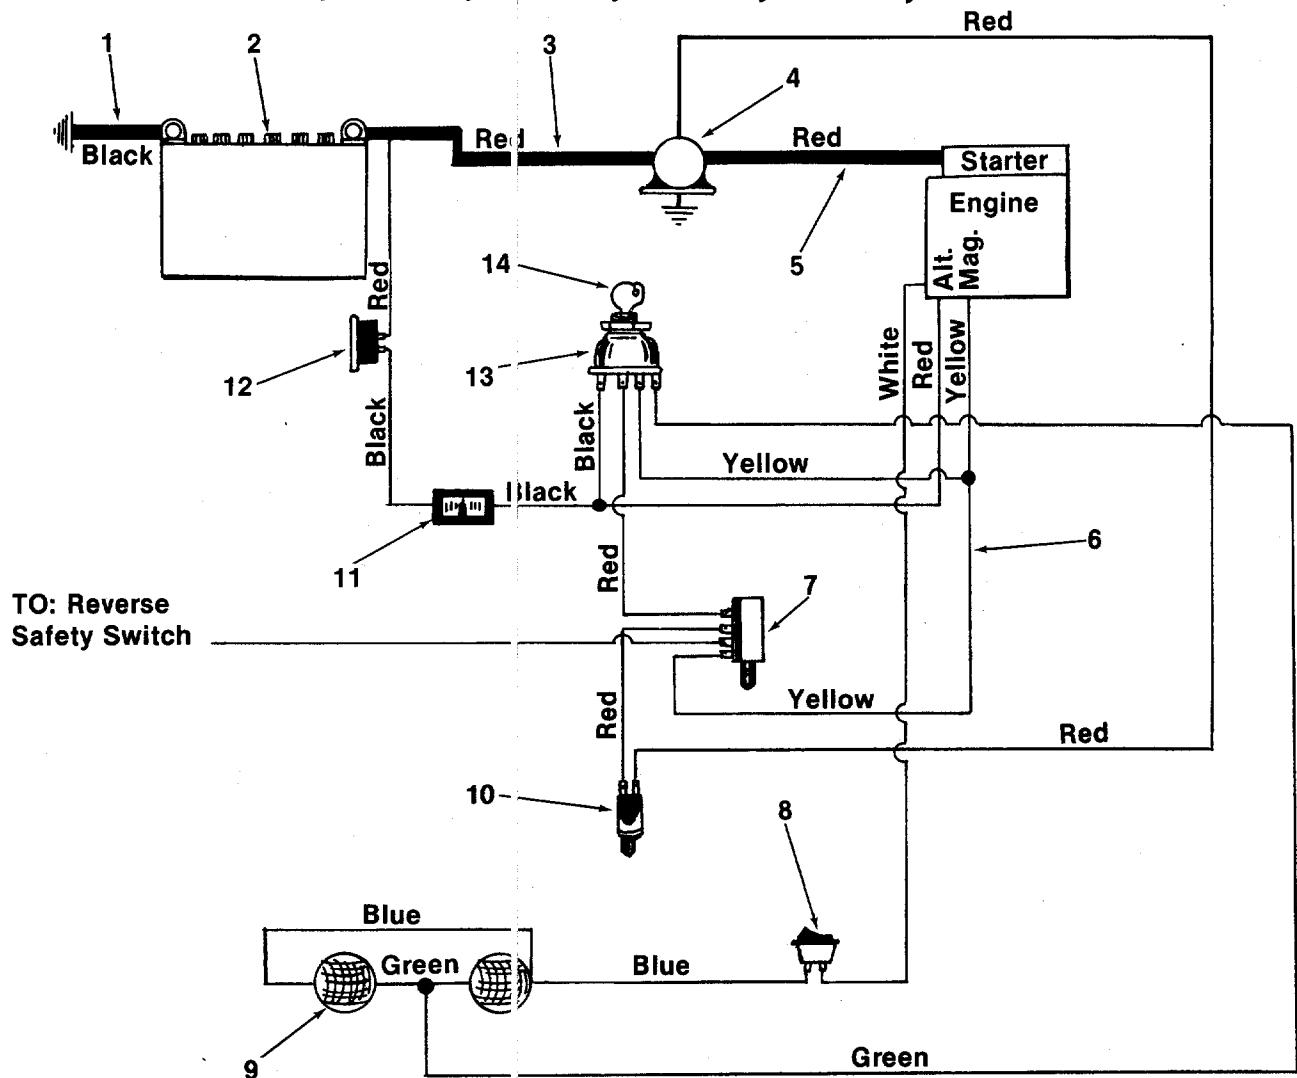 Red
1
2
3
4
Black
Red
Red
Starter
Engine
Alt.
Mag.
5
14
Red
12
13
White
Red
Yellow
Black
Black
Yellow
Black
11
6
Red
7
TO: Reverse
Safety Switch
Yellow
Red
Red
10
8
Blue
Green
Blue
9
Green